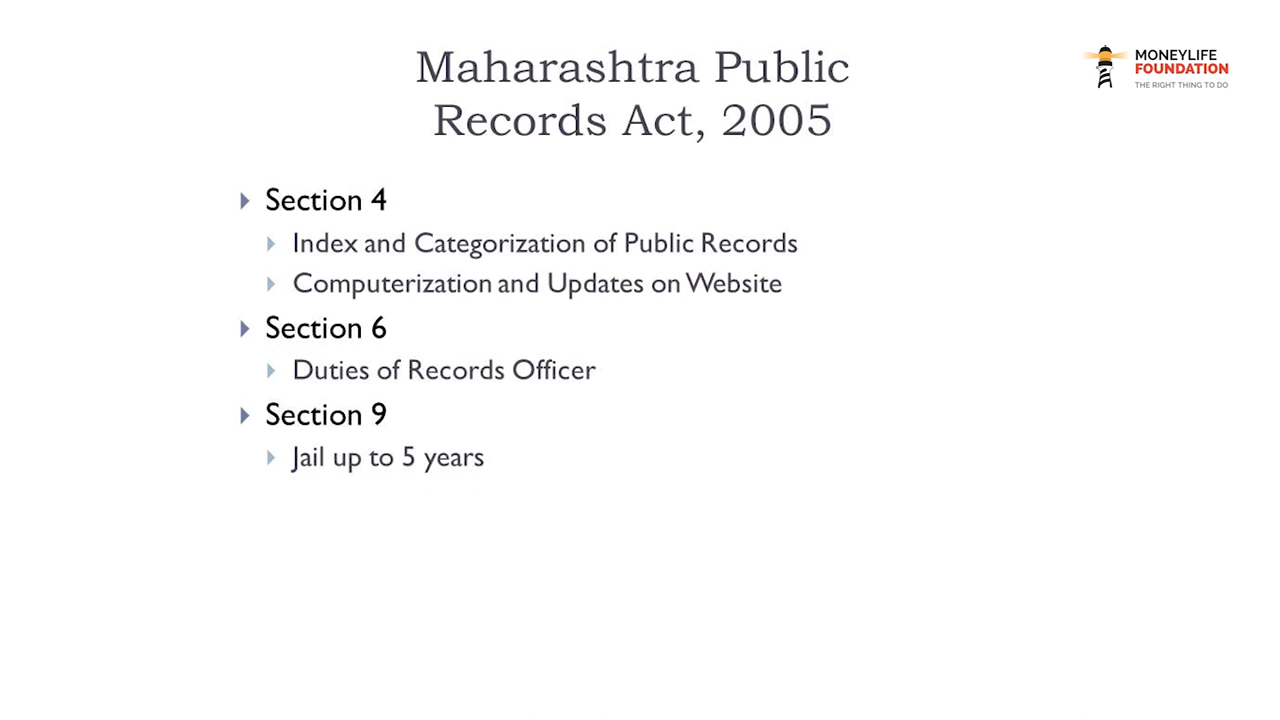 Maharashtra Public
Records Act, 2005
MONEYLIFE
FOUNDATION
THE RIGHT THING TO DO
Section 4
Index and Categorization of Public Records
Computerization and Updates on Website
Section 6
Duties of Records Officer
Section 9
Jail up to 5 years